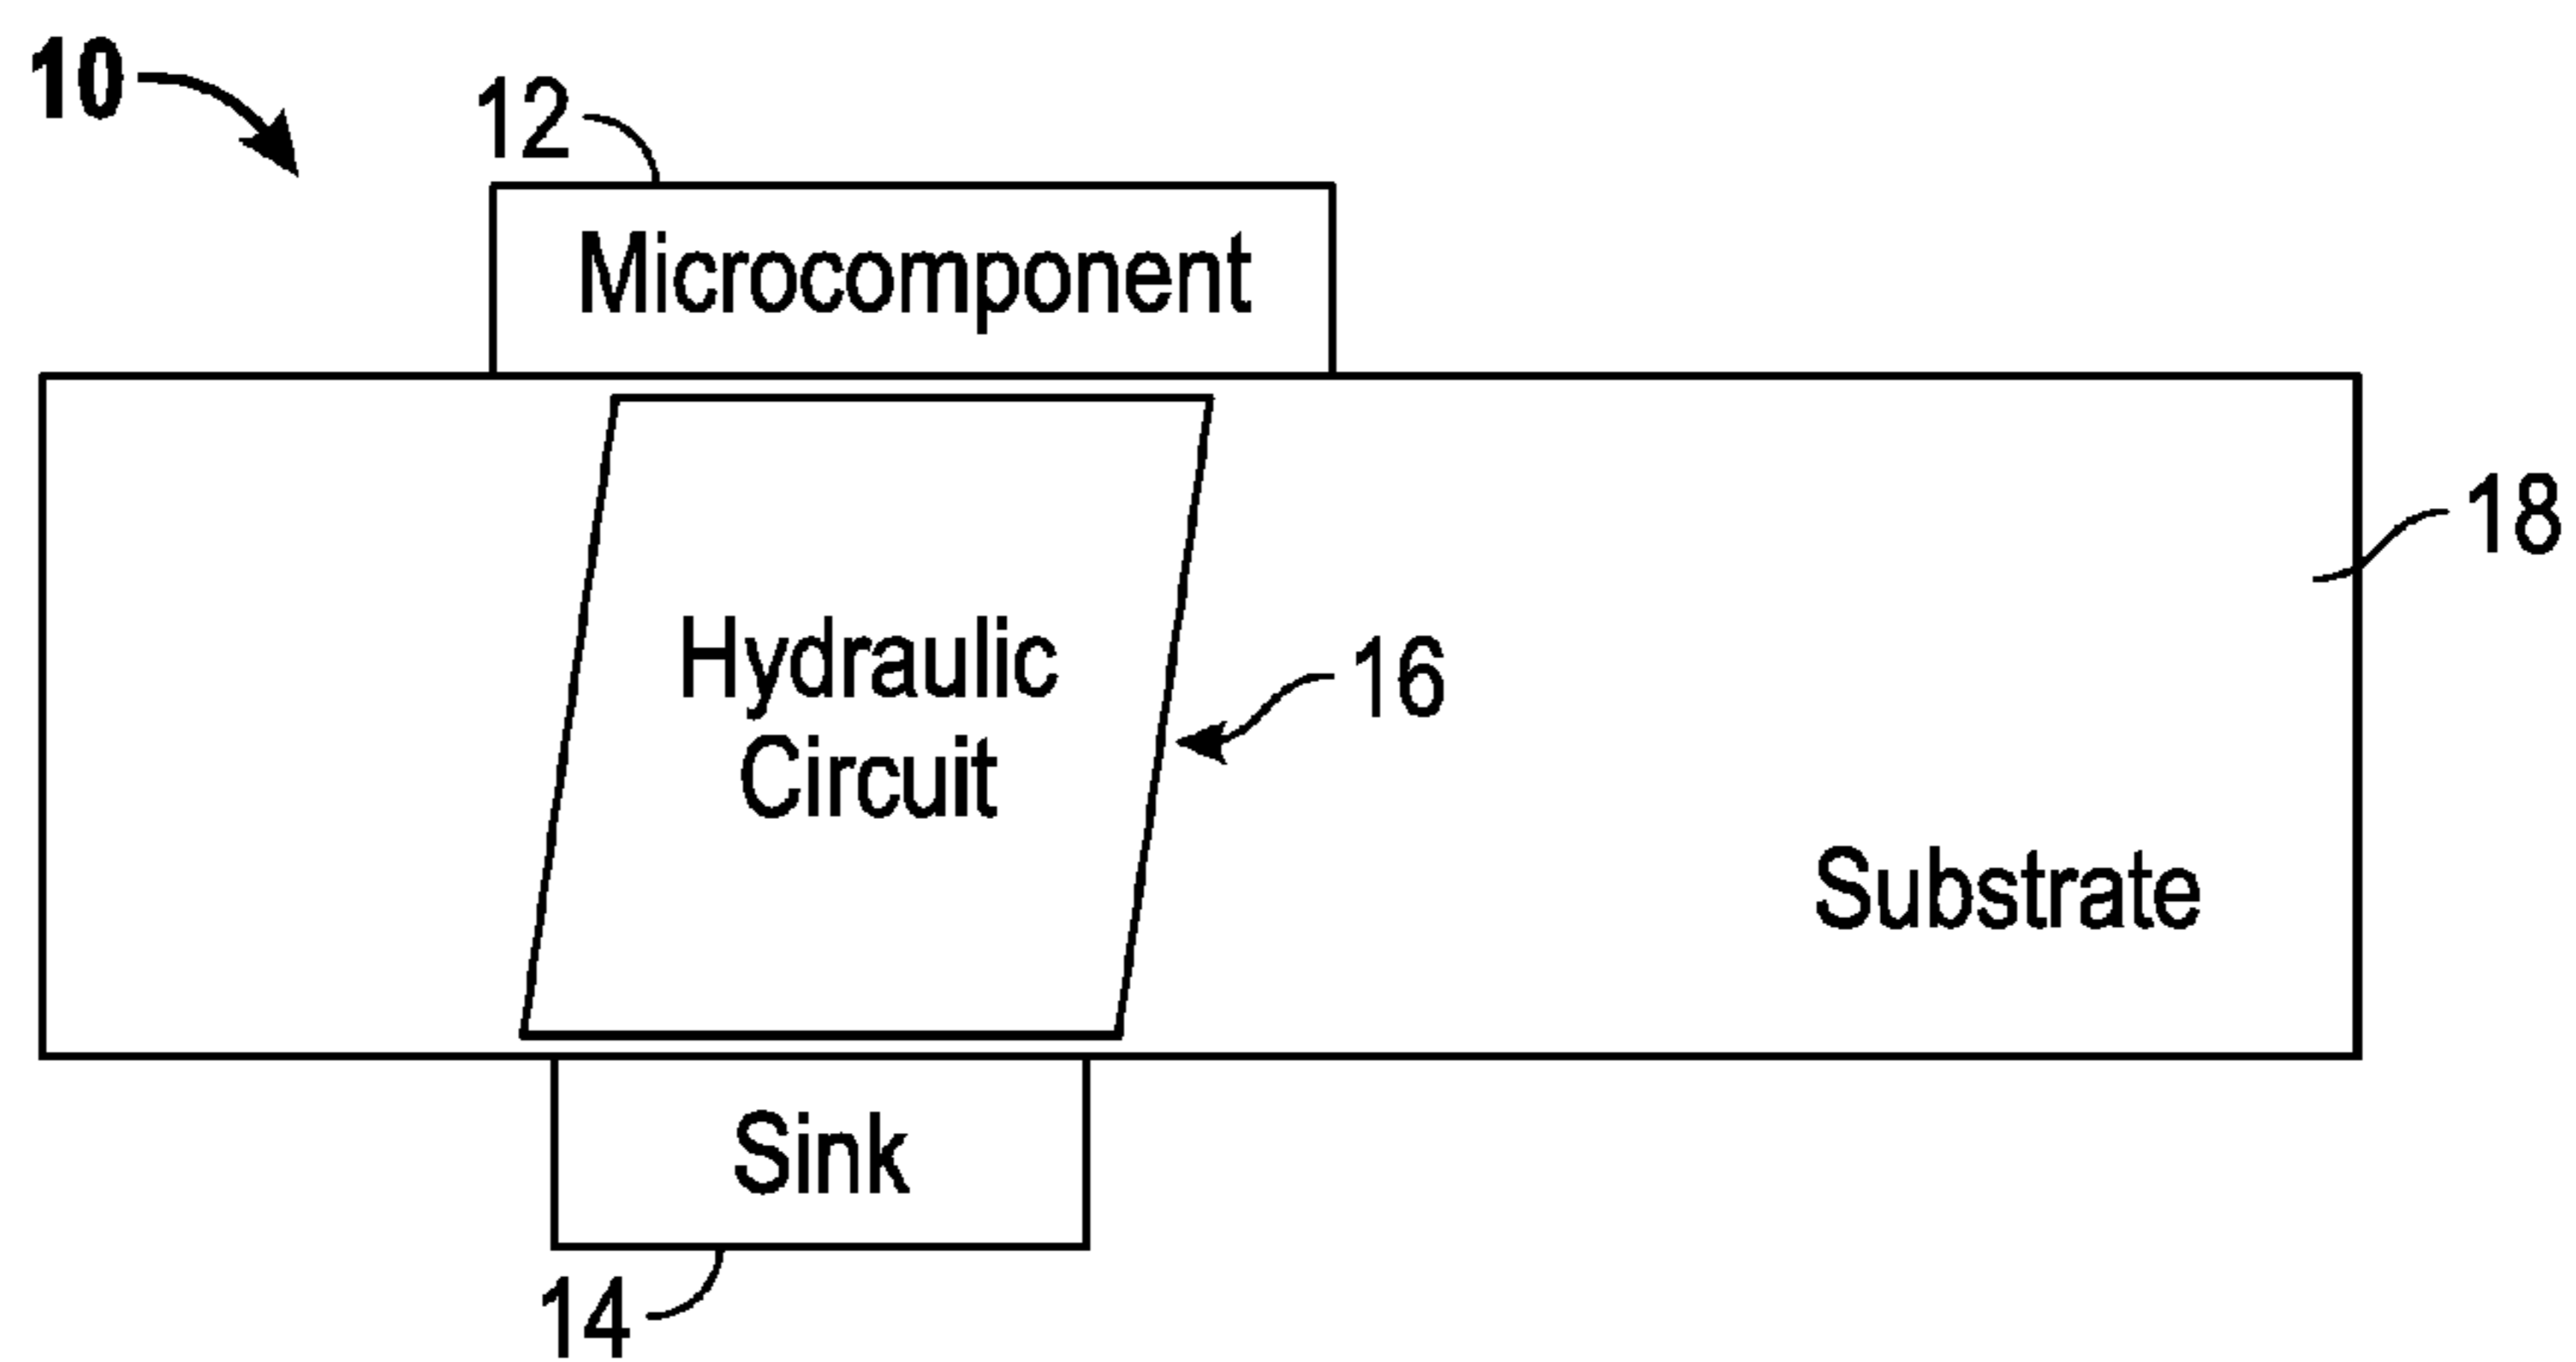 10
12
Microcomponent
18
Hydraulic
Circuit
16
Substrate
Sink
14